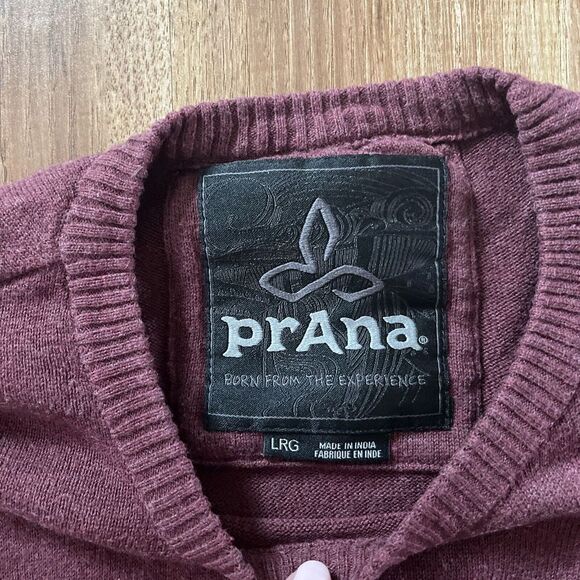 prAna®
BORN FROM THE EXPERIENCE
LRG
MADE IN INDIA
FABRIQUE EN INDE